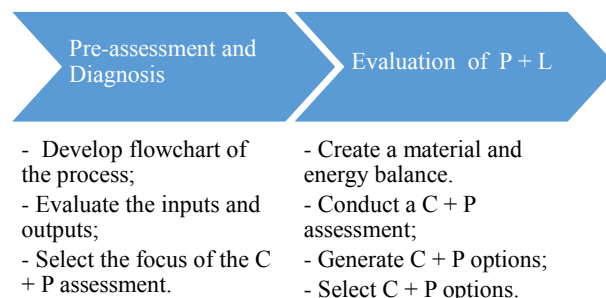 Pre-assessment and
Diagnosis
Evaluation of P + L
- Develop flowchart of
the process;
- Evaluate the inputs and
outputs;
- Select the focus of the C
+ P assessment.
- Create a material and
energy balance.
- Conduct a C + P
assessment;
- Generate C + P options;
- Select C + P options.